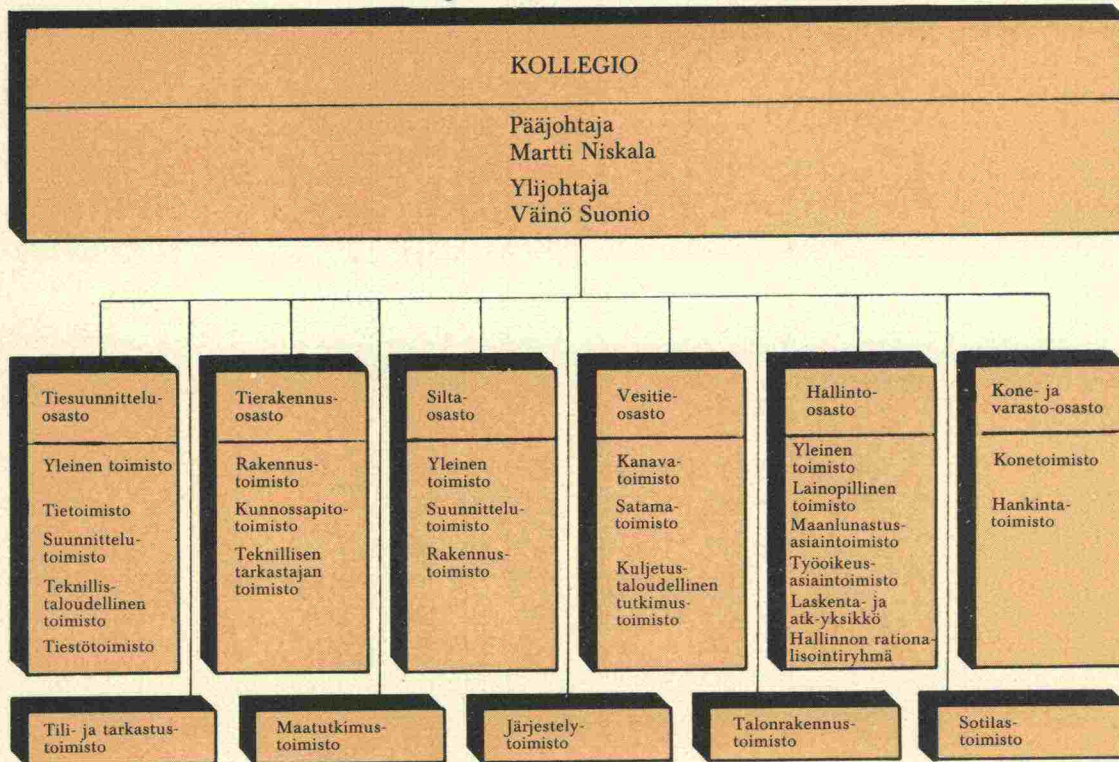 KOLLEGIO
Pääjohtaja
Martti Niskala
Ylijohtaja
Väinö Suonio
Tiesuunnittelu-
osasto
Yleinen toimisto
Tietoimisto
Suunnittelu-
toimisto
Teknillis-
taloudellinen
toimisto
Tiestötoimisto
Tierakennus-
osasto
Rakennus-
toimisto
Kunnossapito-
toimisto
Teknillisen
tarkastajan
toimisto
Silta-
osasto
Yleinen
toimisto
Suunnittelu-
toimisto
Rakennus-
toimisto
Vesitie-
osasto
Kanava-
toimisto
Satama-
toimisto
Kuljetus-
taloudellinen
tutkimus-
toimisto
Hallinto-
osasto
Yleinen
toimisto
Lainopillinen
toimisto
Maanlunastus-
asiaintoimisto
Työoikeus-
asiaintoimisto
Laskenta- ja
atk-yksikkö
Hallinnon rationa-
lisointiryhmä
Kone- ja
varasto-osasto
Konetoimisto
Hankinta-
toimisto
Tili- ja tarkastus-
toimisto
Maatutkimus-
toimisto
Järjestely-
toimisto
Talonrakennus-
toimisto
Sotilas-
toimisto